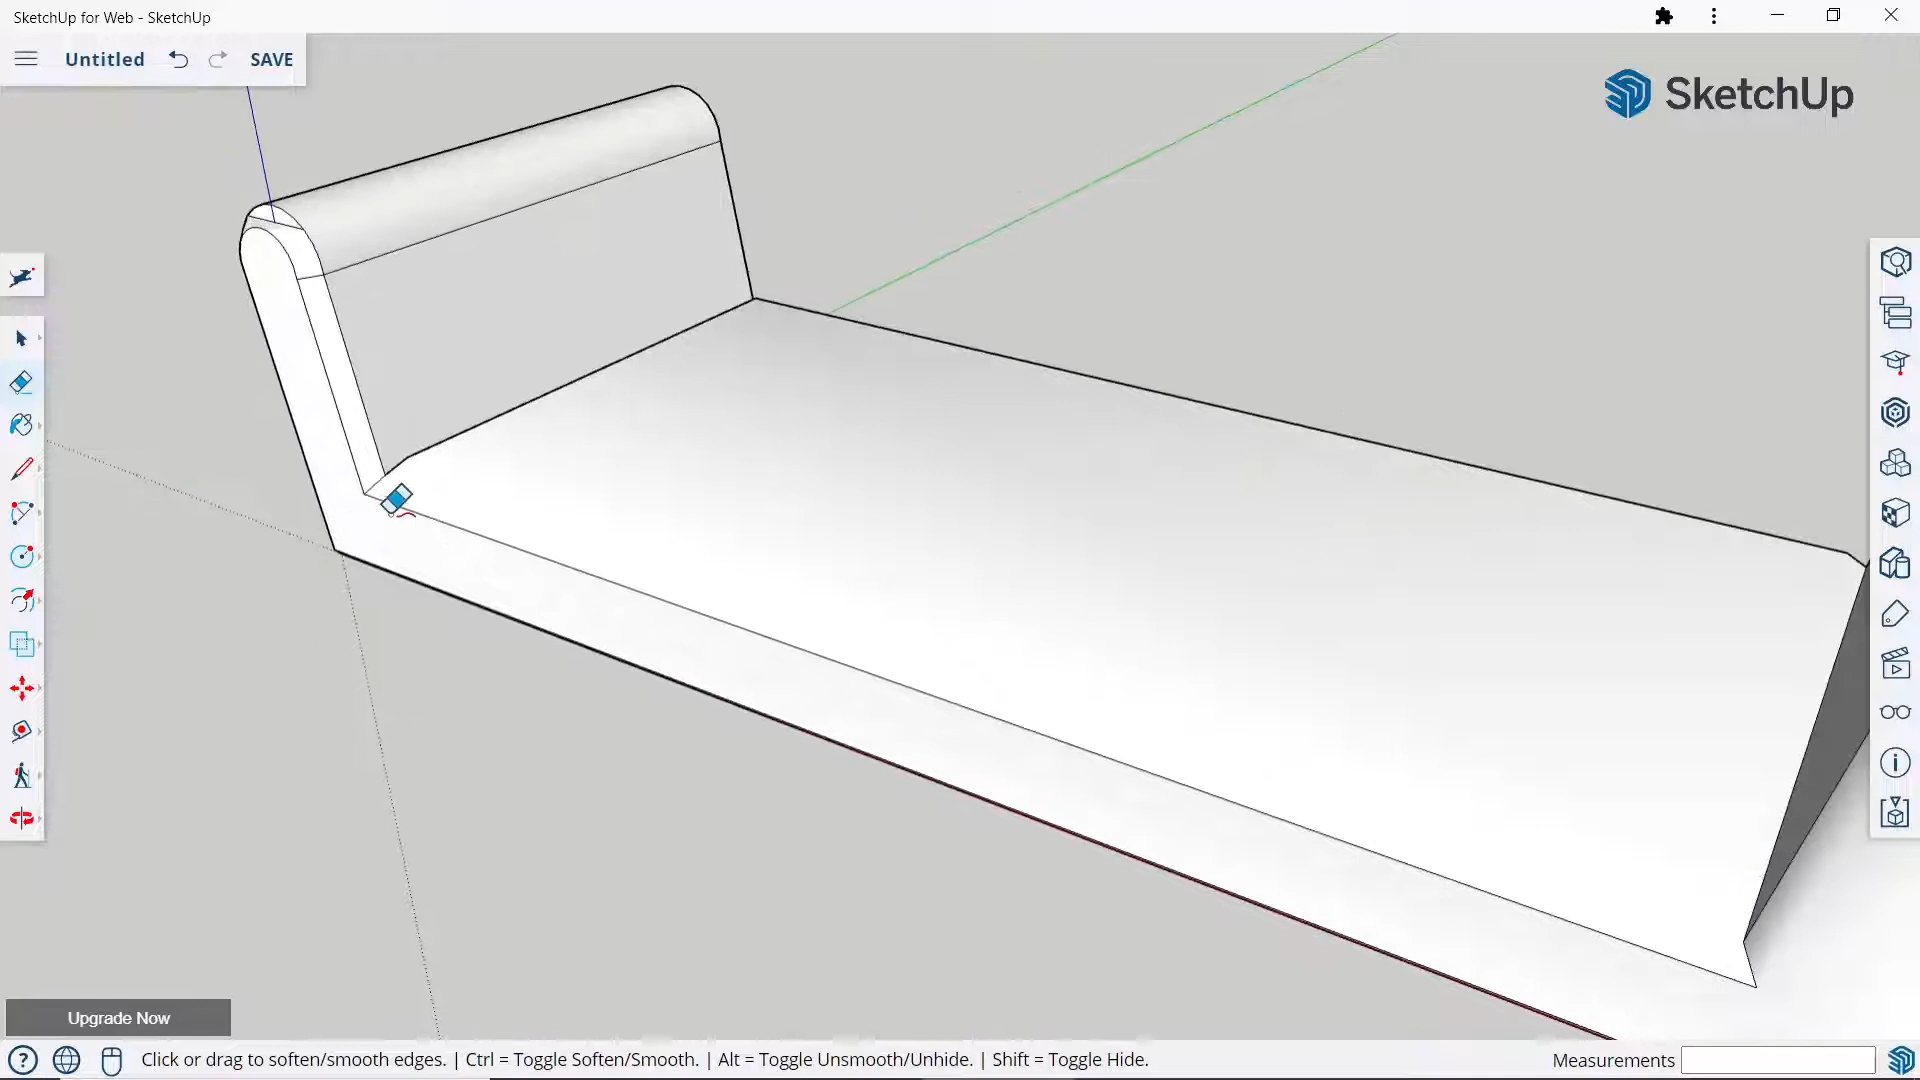 SketchUp for Web - SketchUp
Untitled
SAVE
SketchUp
Upgrade Now
Click or drag to soften/smooth edges. | Ctrl = Toggle Soften/Smooth. | Alt = Toggle Unsmooth/Unhide. | Shift = Toggle Hide.
Measurements